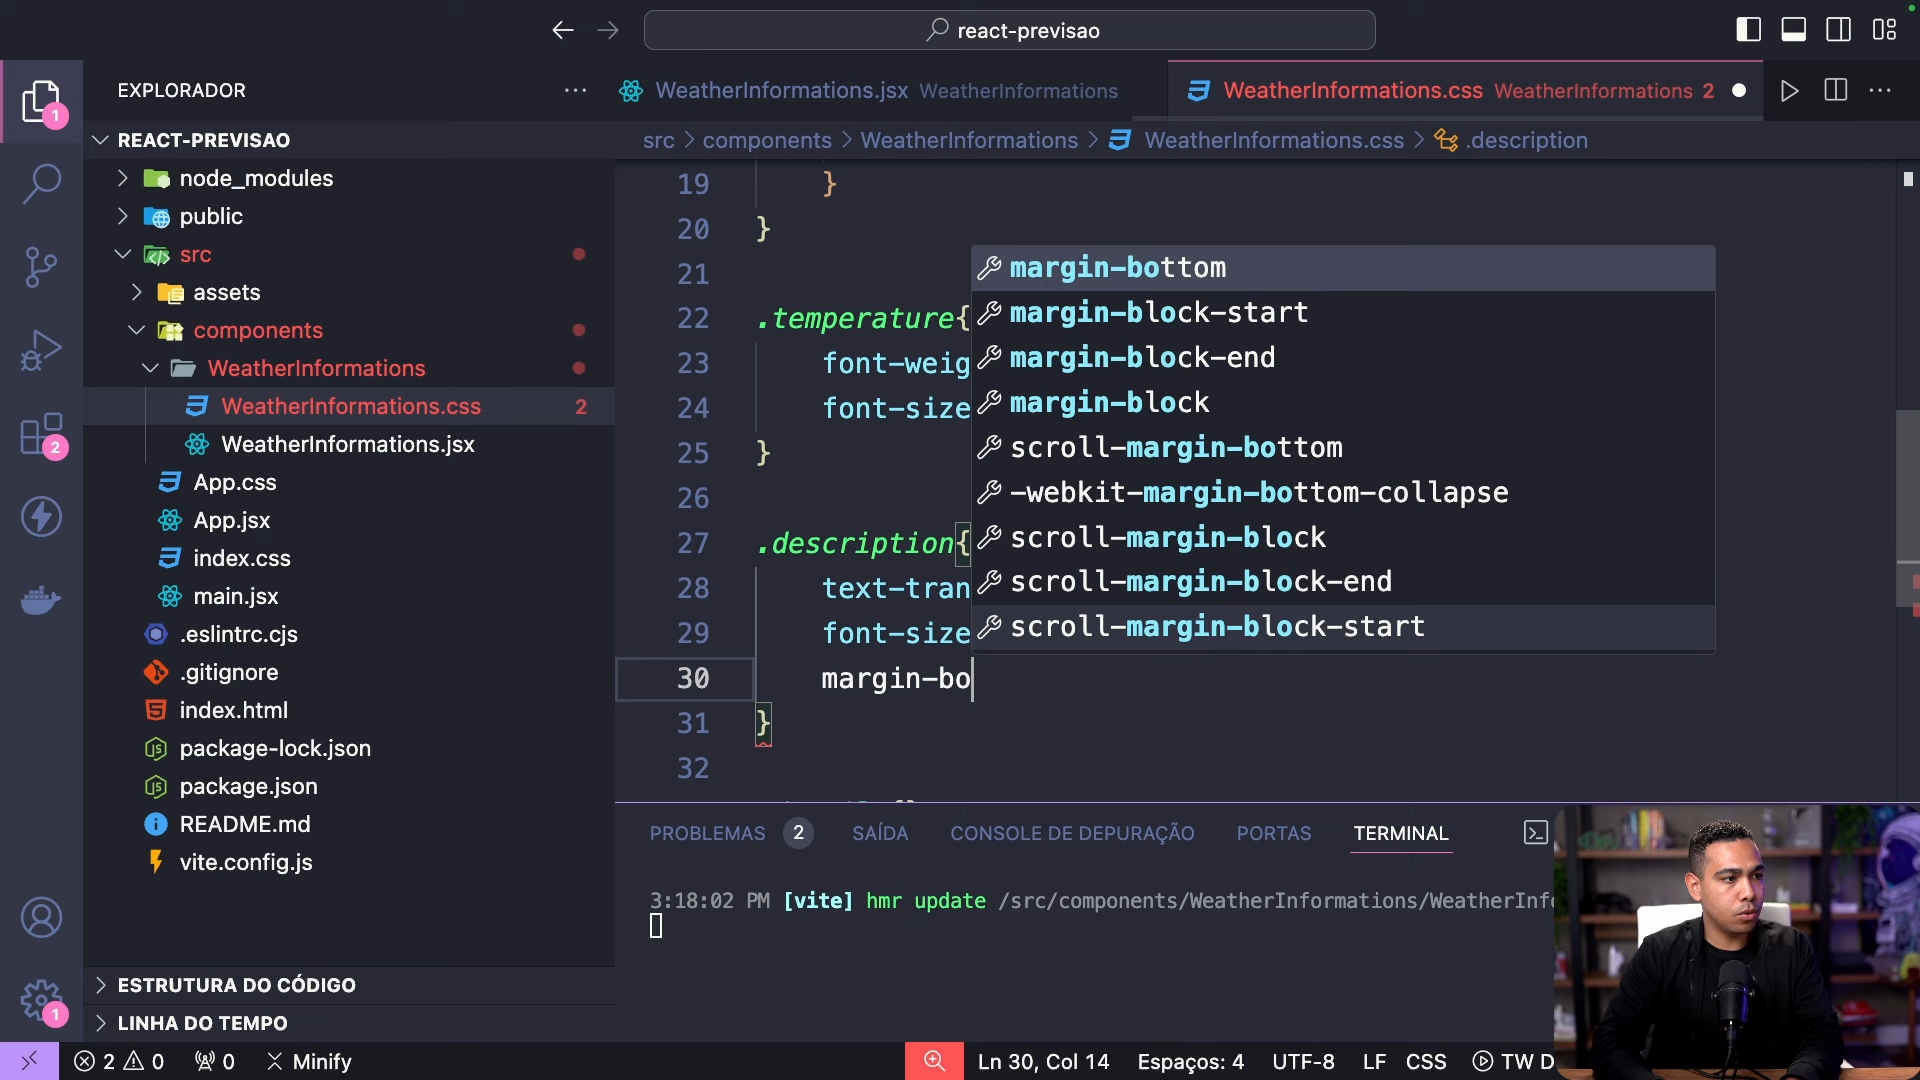 react-previsao
EXPLORADOR
WeatherInformations.jsx WeatherInformations
WeatherInformations.css WeatherInformations 2
REACT-PREVISAO
src > components > WeatherInformations > WeatherInformations.css > .description
node_modules
public
src
assets
components
WeatherInformations
WeatherInformations.css 2
WeatherInformations.jsx
App.css
App.jsx
index.css
main.jsx
.eslintrc.cjs
.gitignore
index.html
package-lock.json
package.json
README.md
vite.config.js
ESTRUTURA DO CÓDIGO
LINHA DO TEMPO
1
2
1
19 }
20 }
21
22 .temperature{
23 font-weig
24 font-size
25 }
26
27 .description{
28 text-tran
29 font-size
30 margin-bo
31 }
32
margin-bottom
margin-block-start
margin-block-end
margin-block
scroll-margin-bottom
-webkit-margin-bottom-collapse
scroll-margin-block
scroll-margin-block-end
scroll-margin-block-start
PROBLEMAS 2 SAÍDA CONSOLE DE DEPURAÇÃO PORTAS TERMINAL
3:18:02 PM [vite] hmr update /src/components/WeatherInformations/WeatherInf
2 0 0 Minify Ln 30, Col 14 Espaços: 4 UTF-8 LF CSS TW D